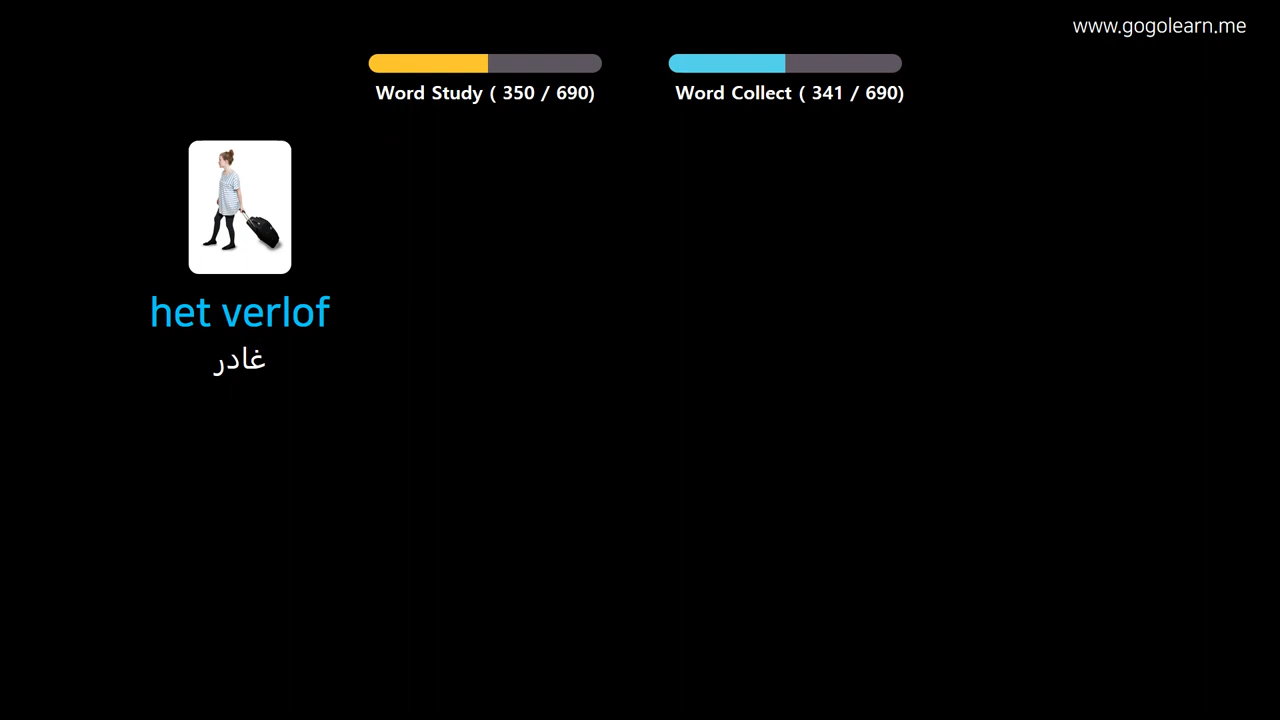 www.gogolearn.me
Word Study ( 350 / 690)
Word Collect ( 341 / 690)
het verlof
غادر